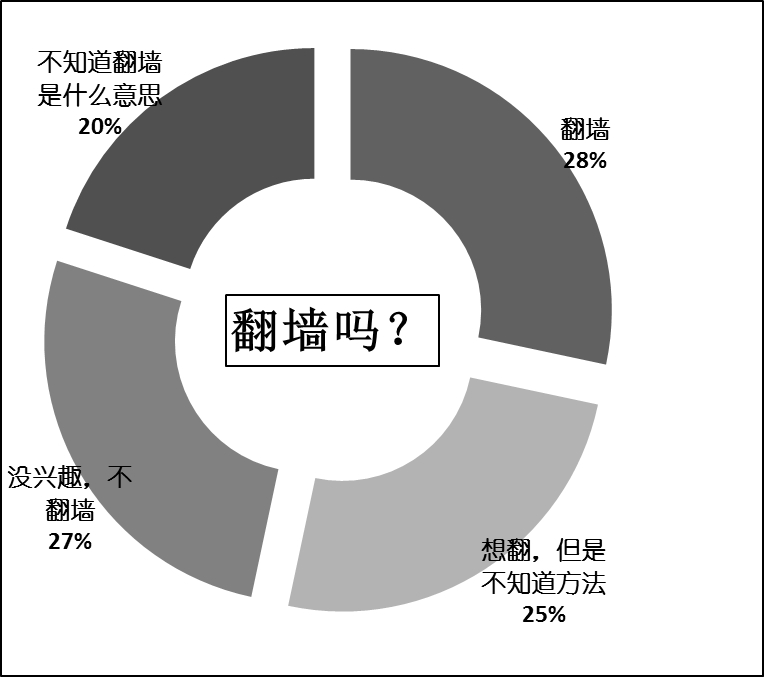 不知道翻墙
是什么意思
20%
翻墙
28%
翻墙吗？
没兴趣，不
翻墙
27%
想翻，但是
不知道方法
25%